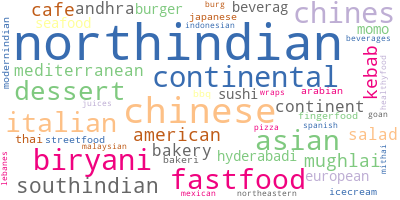 cafe andhra burger beverag chines
seafood japanese momo
indonesian burg beverages
northindian
modernindian
mediterranean continental kebab
dessert sushi wraps arabian healthyfood
juices chinese continent
fingerfood goan
italian american asian salad
thai streetfood malaysian pizza spanish
biryani bakery hyderabadi mughlai mithai
lebanes bakeri
southindian fastfood european
mexican northeastern icecream